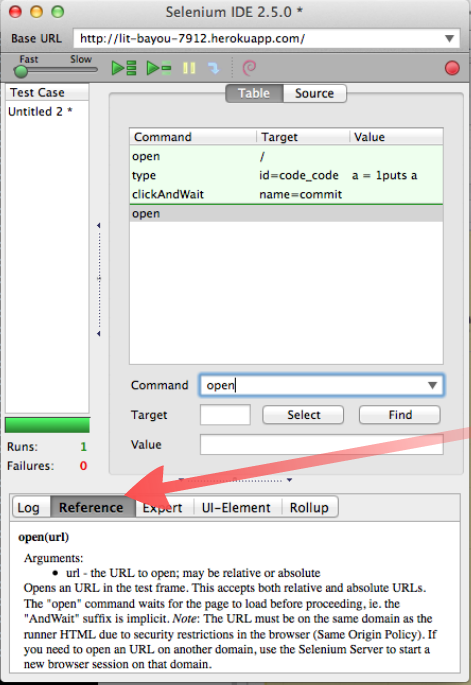 Selenium IDE 2.5.0 *
Base URL http://lit-bayou-7912.herokuapp.com/
Fast Slow
Test Case
Untitled 2 *
Table Source
Command Target Value
open /
type id=code_code a = 1puts a
clickAndWait name=commit
open
Command open
Target Select Find
Value
Runs: 1
Failures: 0
Log Reference Expert UI-Element Rollup
open(url)
Arguments:
• url - the URL to open; may be relative or absolute
Opens an URL in the test frame. This accepts both relative and absolute URLs.
The "open" command waits for the page to load before proceeding, ie. the
"AndWait" suffix is implicit. Note: The URL must be on the same domain as the
runner HTML due to security restrictions in the browser (Same Origin Policy). If
you need to open an URL on another domain, use the Selenium Server to start a
new browser session on that domain.